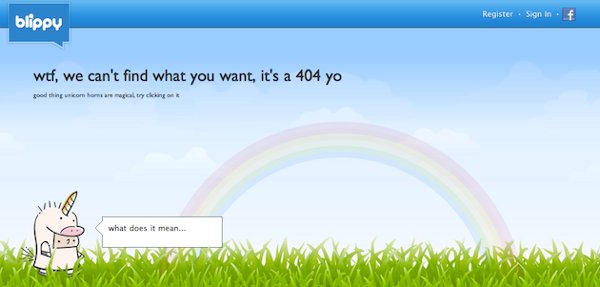 blippy
Register · Sign In · f
wtf, we can't find what you want, it's a 404 yo
good thing unicorn horns are magical, try clicking on it
what does it mean...